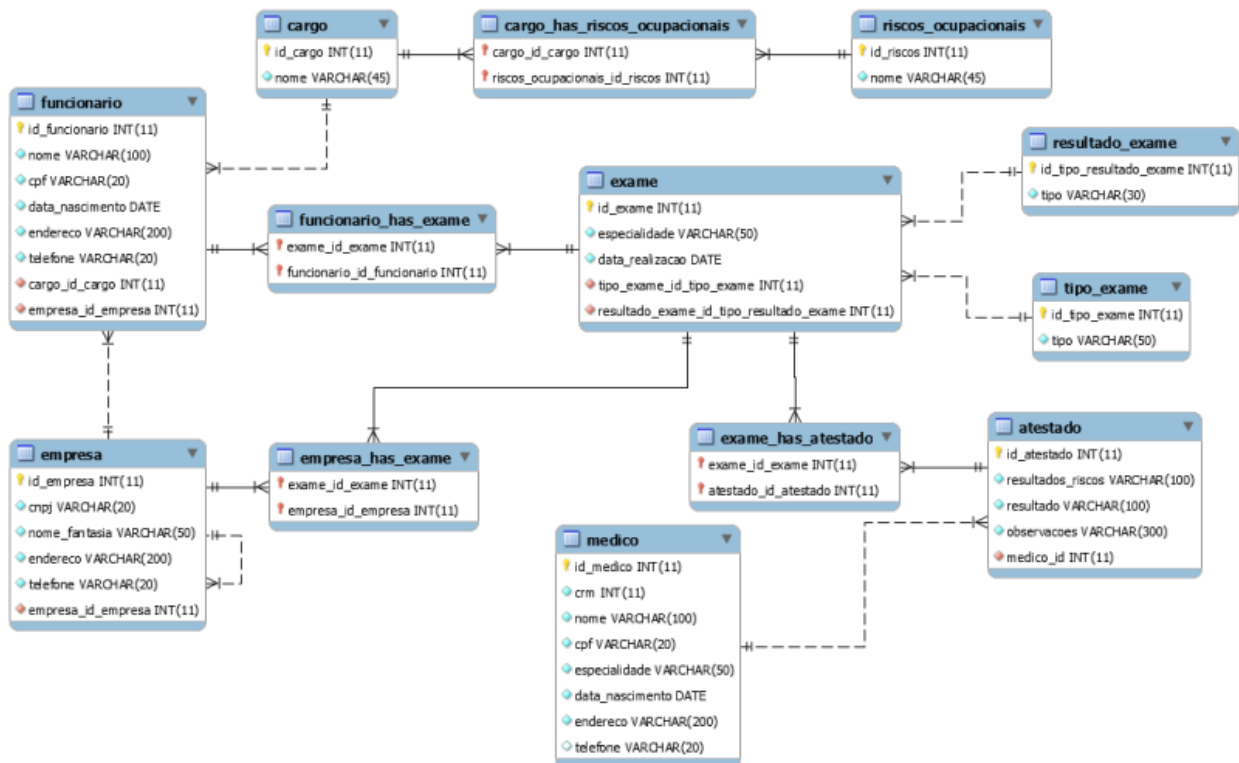 cargo
id_cargo INT(11)
nome VARCHAR(45)
cargo_has_riscos_ocupacionais
cargo_id_cargo INT(11)
riscos_ocupacionais_id_riscos INT(11)
riscos_ocupacionais
id_riscos INT(11)
nome VARCHAR(45)
funcionario
id_funcionario INT(11)
nome VARCHAR(100)
cpf VARCHAR(20)
data_nascimento DATE
endereco VARCHAR(200)
telefone VARCHAR(20)
cargo_id_cargo INT(11)
empresa_id_empresa INT(11)
funcionario_has_exame
exame_id_exame INT(11)
funcionario_id_funcionario INT(11)
exame
id_exame INT(11)
especialidade VARCHAR(50)
data_realizacao DATE
tipo_exame_id_tipo_exame INT(11)
resultado_exame_id_tipo_resultado_exame INT(11)
resultado_exame
id_tipo_resultado_exame INT(11)
tipo VARCHAR(30)
tipo_exame
id_tipo_exame INT(11)
tipo VARCHAR(50)
empresa
id_empresa INT(11)
cnpj VARCHAR(20)
nome_fantasia VARCHAR(50)
endereco VARCHAR(200)
telefone VARCHAR(20)
empresa_id_empresa INT(11)
empresa_has_exame
exame_id_exame INT(11)
empresa_id_empresa INT(11)
exame_has_atestado
exame_id_exame INT(11)
atestado_id_atestado INT(11)
atestado
id_atestado INT(11)
resultados_riscos VARCHAR(100)
resultado VARCHAR(100)
observacoes VARCHAR(300)
medico_id INT(11)
medico
id_medico INT(11)
crm INT(11)
nome VARCHAR(100)
cpf VARCHAR(20)
especialidade VARCHAR(50)
data_nascimento DATE
endereco VARCHAR(200)
telefone VARCHAR(20)